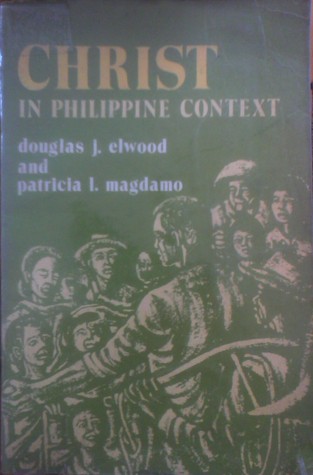 CHRIST
IN PHILIPPINE CONTEXT
douglas j. elwood
and
patricia l. magdamo